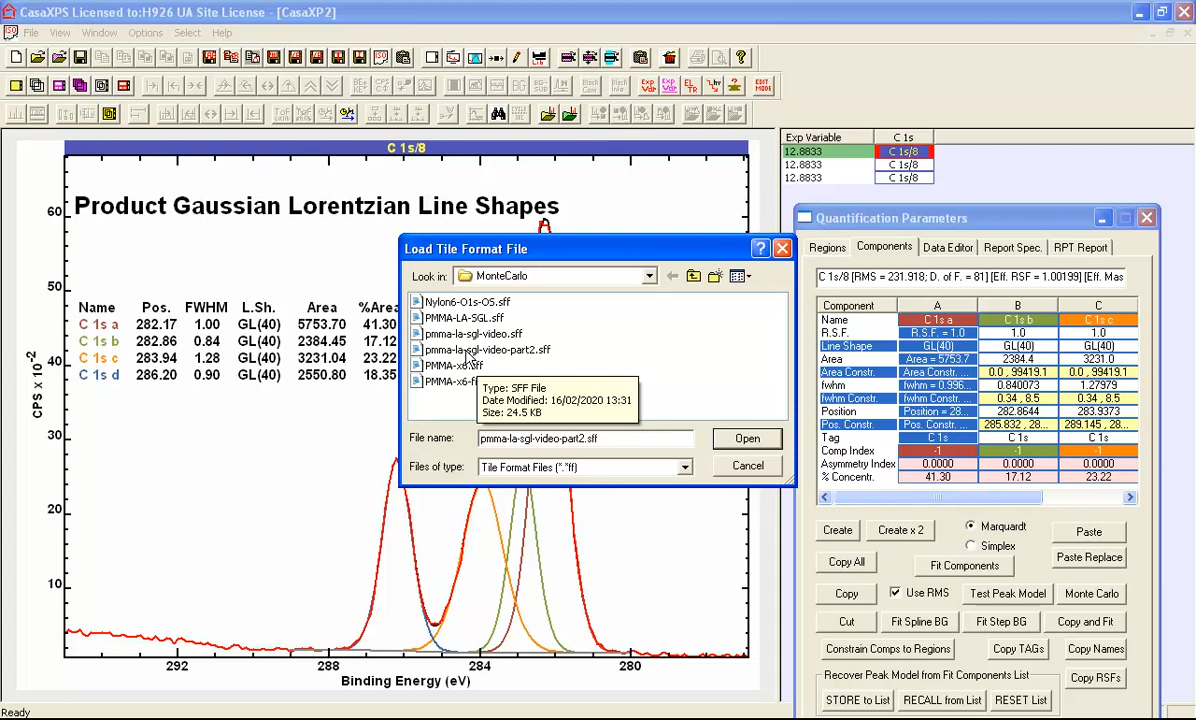 CasaXPS Licensed to:H926 UA Site License - [CasaXP2]
File View Window Options Select Help
C 1s/8
Product Gaussian Lorentzian Line Shapes
Name Pos. FWHM L.Sh. Area %Area
C 1s a 282.17 1.00 GL(40) 5753.70 41.30
C 1s b 282.86 0.84 GL(40) 2384.45 17.12
C 1s c 283.94 1.28 GL(40) 3231.04 23.22
C 1s d 286.20 0.90 GL(40) 2550.80 18.35
CPS x 10-2
60
50
40
30
20
10
292 288 284 280
Binding Energy (eV)
Ready
Load Tile Format File
Look in: MonteCarlo
Nylon6-O1s-OS.sff
PMMA-LA-SGL.sff
pmma-la-sgl-video.sff
pmma-la-sgl-video-part2.sff
Type: SFF File
Date Modified: 16/02/2020 13:31
Size: 24.5 KB
File name: pmma-la-sgl-video-part2.sff Open
Files of type: Tile Format Files (*.*ff) Cancel
Exp Variable C 1s
12.8833 C 1s/8
12.8833 C 1s/8
12.8833 C 1s/8
Quantification Parameters
Regions Components Data Editor Report Spec. RPT Report
C 1s/8 [RMS = 231.918; D. of F. = 81] [Eff. RSF = 1.00199] [Eff. Mas
Component A B C
Name C 1s a C 1s b C 1s c
R.S.F. R.S.F. = 1.0 1.0 1.0
Line Shape GL(40) GL(40) GL(40)
Area Area = 5753.7 2384.4 3231.0
Area Constr. 0.0 , 99419.1 0.0 , 99419.1 0.0 , 99419.1
fwhm fwhm = 0.996... 0.840073 1.27979
fwhm Constr. 0.34 , 8.5 0.34 , 8.5 0.34 , 8.5
Position Position = 28... 282.8644 283.9373
Pos. Constr. 285.832 , 28... 285.832 , 28... 289.145 , 28...
Tag C 1s C 1s C 1s
Comp Index -1 -1 -1
Asymmetry Index 0.0000 0.0000 0.0000
% Concentr. 41.30 17.12 23.22
Create Create x 2 Marquardt Paste
Simplex
Copy All Fit Components Paste Replace
Copy Use RMS Test Peak Model Monte Carlo
Cut Fit Spline BG Fit Step BG Copy and Fit
Constrain Comps to Regions Copy TAGs Copy Names
Recover Peak Model from Fit Components List Copy RSFs
STORE to List RECALL from List RESET List